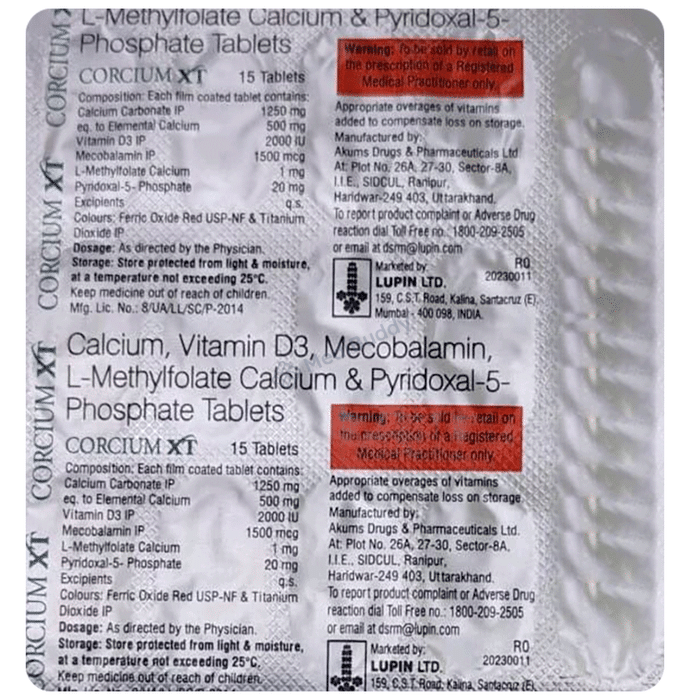 L-Methylfolate Calcium & Pyridoxal-5-
Phosphate Tablets
CORCIUM XT 15 Tablets
Composition: Each film coated tablet contains:
Calcium Carbonate IP 1250 mg
eq. to Elemental Calcium 500 mg
Vitamin D3 IP 2000 IU
Mecobalamin IP 1500 mcg
L-Methylfolate Calcium 1 mg
Pyridoxal-5- Phosphate 20 mg
Excipients q.s.
Colours: Ferric Oxide Red USP-NF & Titanium
Dioxide IP
Dosage: As directed by the Physician.
Storage: Store protected from light & moisture,
at a temperature not exceeding 25°C.
Keep medicine out of reach of children.
Mfg. Lic. No.: 8/UA/LL/SC/P-2014
Warning: To be sold by retail on
the prescription of a Registered
Medical Practitioner only.
Appropriate overages of vitamins
added to compensate loss on storage.
Manufactured by:
Akums Drugs & Pharmaceuticals Ltd.
At: Plot No. 26A, 27-30, Sector-8A,
I.I.E., SIDCUL, Ranipur,
Haridwar-249 403, Uttarakhand.
To report product complaint or Adverse Drug
reaction dial Toll Free no.: 1800-209-2505
or email at dsrm@lupin.com
Marketed by: RO
LUPIN LTD. 20230011
159, C.S.T. Road, Kalina, Santacruz (E),
Mumbai - 400 098, INDIA.
CORCIUM
CORCIUM XT
CORCIUM XT
ORCIUM XT
Calcium, Vitamin D3, Mecobalamin,
L-Methylfolate Calcium & Pyridoxal-5-
Phosphate Tablets
CORCIUM XT 15 Tablets
Composition: Each film coated tablet contains:
Calcium Carbonate IP 1250 mg
eq. to Elemental Calcium 500 mg
Vitamin D3 IP 2000 IU
Mecobalamin IP 1500 mcg
L-Methylfolate Calcium 1 mg
Pyridoxal-5- Phosphate 20 mg
Excipients q.s.
Colours: Ferric Oxide Red USP-NF & Titanium
Dioxide IP
Dosage: As directed by the Physician.
Storage: Store protected from light & moisture,
at a temperature not exceeding 25°C.
Keep medicine out of reach of children.
Warning: To be sold by retail on
the prescription of a Registered
Medical Practitioner only.
Appropriate overages of vitamins
added to compensate loss on storage.
Manufactured by:
Akums Drugs & Pharmaceuticals Ltd.
At: Plot No. 26A, 27-30, Sector-8A,
I.I.E., SIDCUL, Ranipur,
Haridwar-249 403, Uttarakhand.
To report product complaint or Adverse Drug
reaction dial Toll Free no.: 1800-209-2505
or email at dsrm@lupin.com
Marketed by: RO
LUPIN LTD. 20230011
159, C.S.T. Road, Kalina, Santacruz (E)